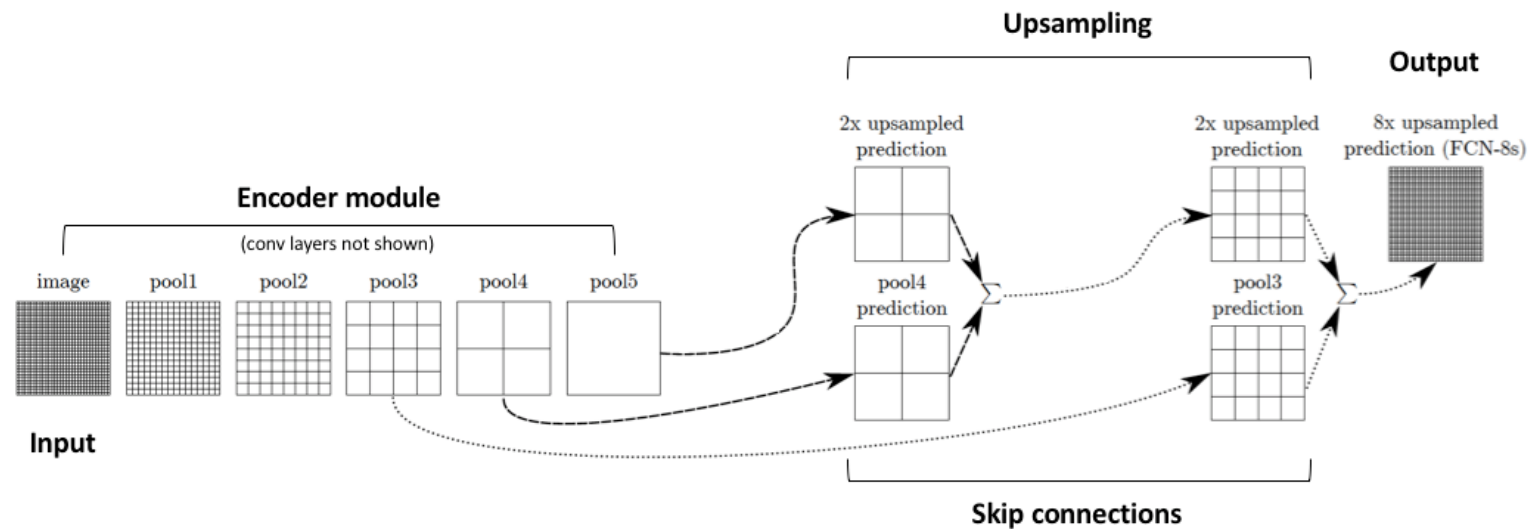 Upsampling
Output
2x upsampled
prediction
2x upsampled
prediction
8x upsampled
prediction (FCN-8s)
Encoder module
(conv layers not shown)
image
pool1
pool2
pool3
pool4
pool5
pool4
prediction
Σ
pool3
prediction
Σ
Input
Skip connections